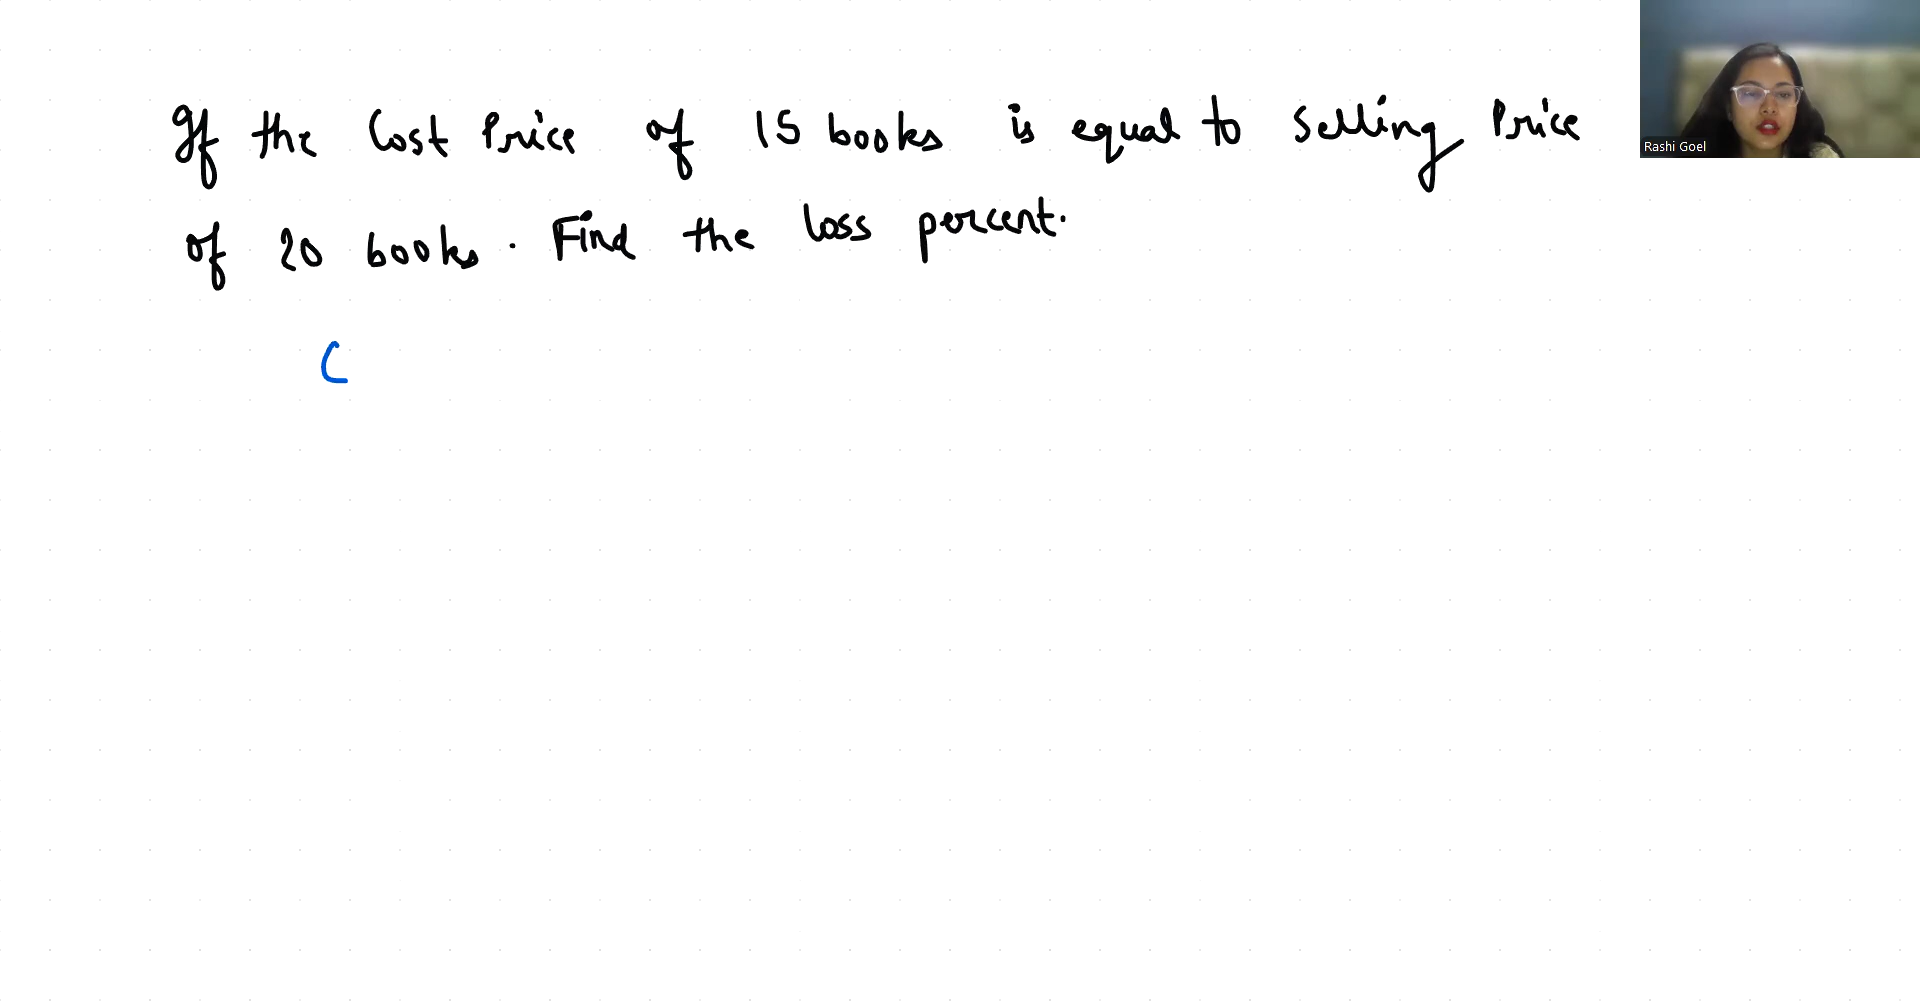 If the Cost Price of 15 books is equal to Selling Price
of 20 books. Find the loss percent.
C
Rashi Goel